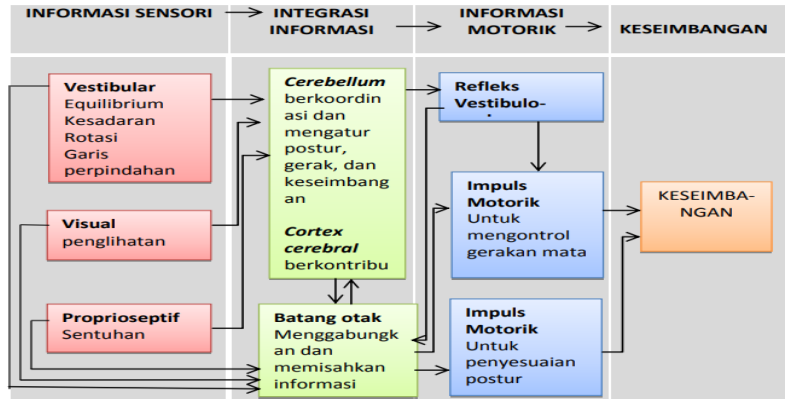 INFORMASI SENSORI
INTEGRASI
INFORMASI
INFORMASI
MOTORIK
KESEIMBANGAN
Vestibular
Equilibrium
Kesadaran
Rotasi
Garis
perpindahan
Visual
penglihatan
Proprioseptif
Sentuhan
Cerebellum
berkoordin
asi dan
mengatur
postur,
gerak, dan
keseimbang
an
Cortex
cerebral
berkontribu
Batang otak
Menggabungk
an dan
memisahkan
informasi
Refleks
Vestibulo-
Impuls
Motorik
Untuk
mengontrol
gerakan mata
Impuls
Motorik
Untuk
penyesuaian
postur
KESEIMBA-
NGAN